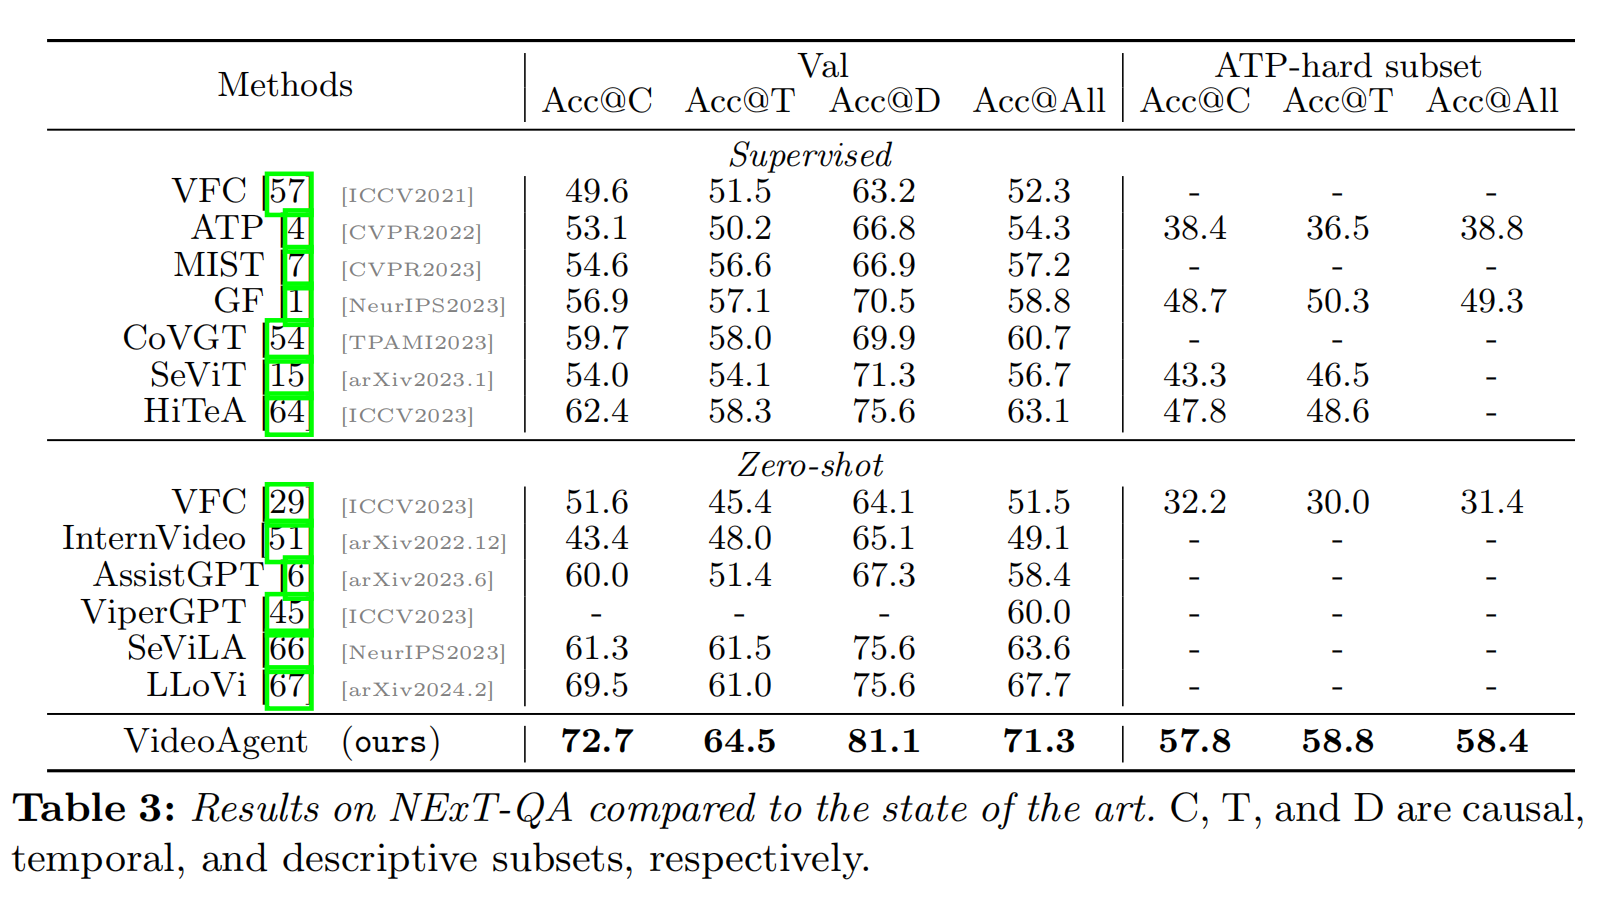 Methods Val ATP-hard subset
Acc@C Acc@T Acc@D Acc@All Acc@C Acc@T Acc@All
Supervised
VFC [57] [ICCV2021] 49.6 51.5 63.2 52.3 - - -
ATP [4] [CVPR2022] 53.1 50.2 66.8 54.3 38.4 36.5 38.8
MIST [7] [CVPR2023] 54.6 56.6 66.9 57.2 - - -
GF [1] [NeurIPS2023] 56.9 57.1 70.5 58.8 48.7 50.3 49.3
CoVGT [54] [TPAMI2023] 59.7 58.0 69.9 60.7 - - -
SeViT [15] [arXiv2023.1] 54.0 54.1 71.3 56.7 43.3 46.5 -
HiTeA [64] [ICCV2023] 62.4 58.3 75.6 63.1 47.8 48.6 -
Zero-shot
VFC [29] [ICCV2023] 51.6 45.4 64.1 51.5 32.2 30.0 31.4
InternVideo [51] [arXiv2022.12] 43.4 48.0 65.1 49.1 - - -
AssistGPT [6] [arXiv2023.6] 60.0 51.4 67.3 58.4 - - -
ViperGPT [45] [ICCV2023] - - - 60.0 - - -
SeViLA [66] [NeurIPS2023] 61.3 61.5 75.6 63.6 - - -
LLoVi [67] [arXiv2024.2] 69.5 61.0 75.6 67.7 - - -
VideoAgent (ours) 72.7 64.5 81.1 71.3 57.8 58.8 58.4
Table 3: Results on NExT-QA compared to the state of the art. C, T, and D are causal,
temporal, and descriptive subsets, respectively.